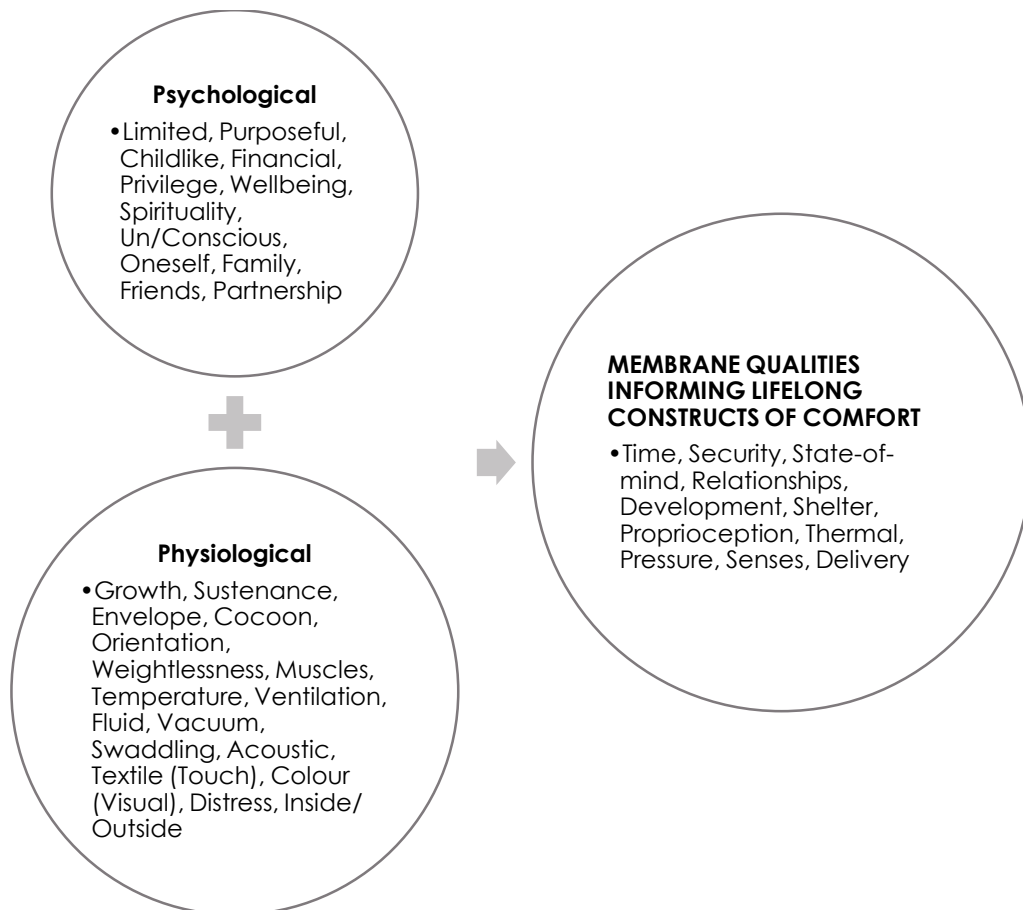 Psychological
•Limited, Purposeful,
Childlike, Financial,
Privilege, Wellbeing,
Spirituality,
Un/Conscious,
Oneself, Family,
Friends, Partnership
Physiological
•Growth, Sustenance,
Envelope, Cocoon,
Orientation,
Weightlessness, Muscles,
Temperature, Ventilation,
Fluid, Vacuum,
Swaddling, Acoustic,
Textile (Touch), Colour
(Visual), Distress, Inside/
Outside
MEMBRANE QUALITIES
INFORMING LIFELONG
CONSTRUCTS OF COMFORT
•Time, Security, State-of-
mind, Relationships,
Development, Shelter,
Proprioception, Thermal,
Pressure, Senses, Delivery